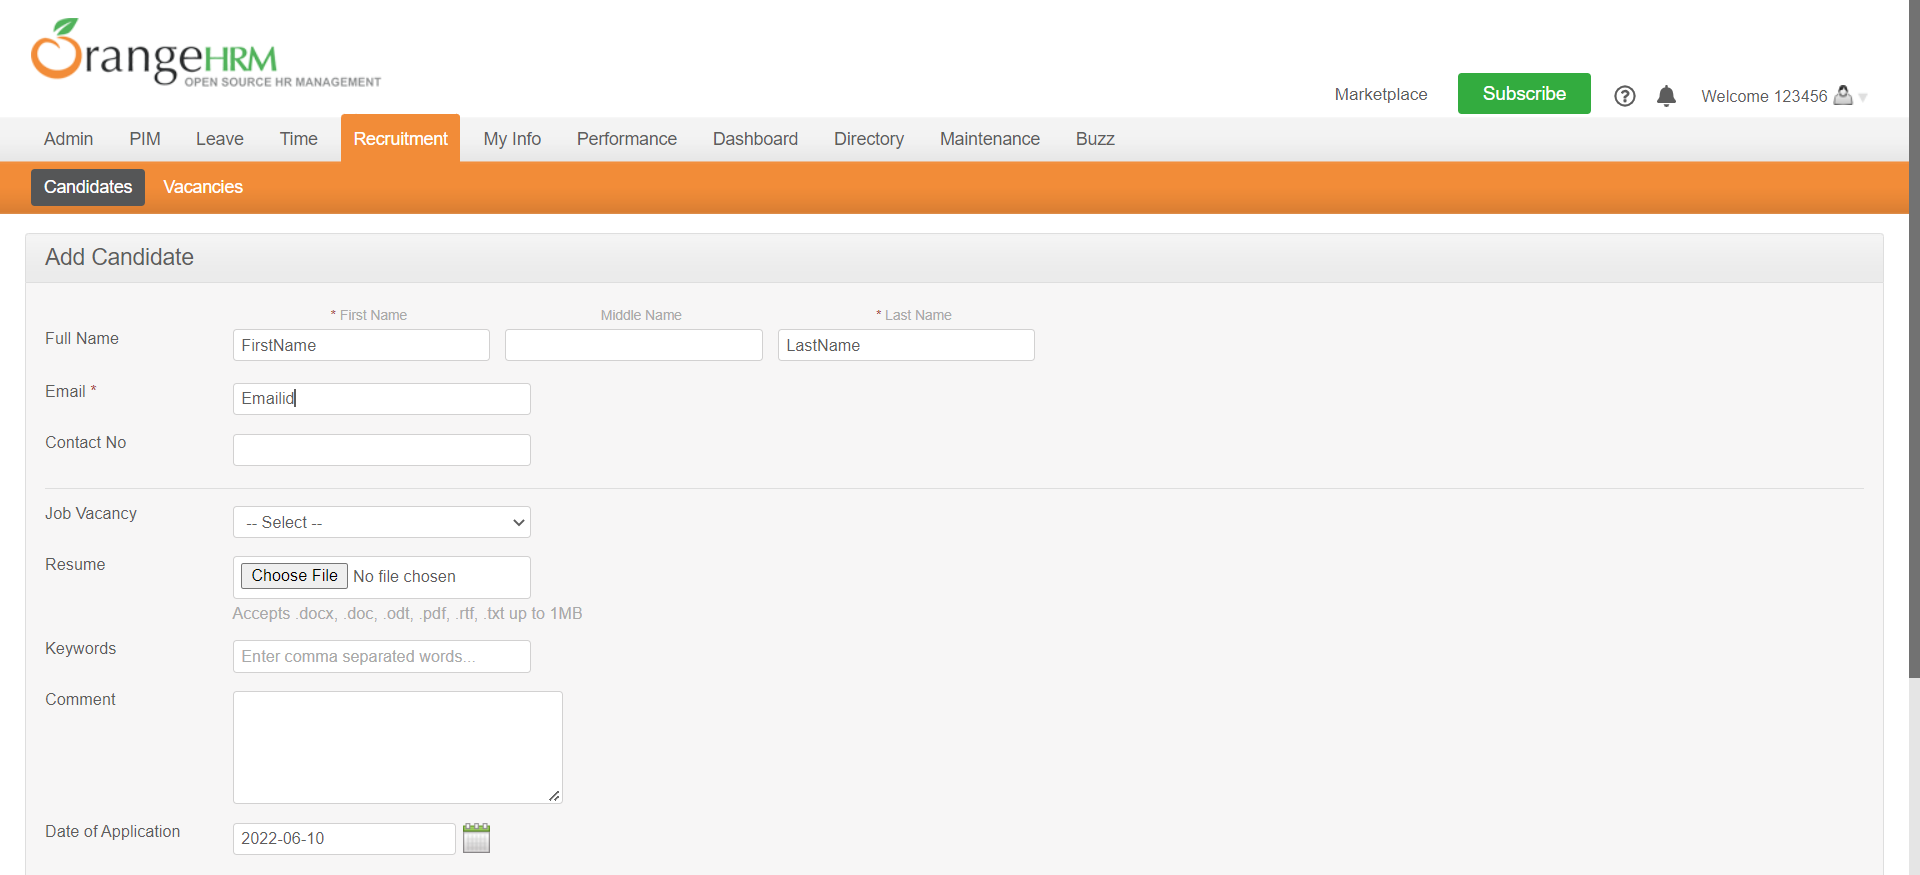 OrangeHRM
OPEN SOURCE HR MANAGEMENT
Marketplace
Subscribe
Welcome 123456
Admin PIM Leave Time Recruitment My Info Performance Dashboard Directory Maintenance Buzz
Candidates Vacancies
Add Candidate
* First Name Middle Name * Last Name
Full Name FirstName LastName
Email * Emailid
Contact No
Job Vacancy -- Select --
Resume Choose File No file chosen
Accepts .docx, .doc, .odt, .pdf, .rtf, .txt up to 1MB
Keywords Enter comma separated words...
Comment
Date of Application 2022-06-10